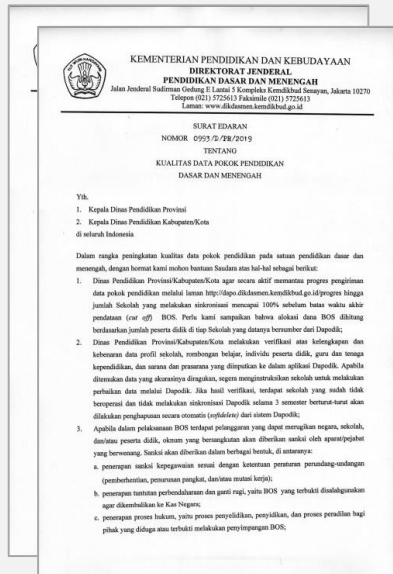 KEMENTERIAN PENDIDIKAN DAN KEBUDAYAAN
DIREKTORAT JENDERAL
PENDIDIKAN DASAR DAN MENENGAH
Jalan Jenderal Sudirman Gedung E Lantai 5 Kompleks Kemdikbud Senayan, Jakarta 10270
Telepon (021) 5725613 Faksimile (021) 5725613
Laman: www.dikdasmen.kemdikbud.go.id
SURAT EDARAN
NOMOR 0993/D/PR/2019
TENTANG
KUALITAS DATA POKOK PENDIDIKAN
DASAR DAN MENENGAH
Yth.
1. Kepala Dinas Pendidikan Provinsi
2. Kepala Dinas Pendidikan Kabupaten/Kota
di seluruh Indonesia
Dalam rangka peningkatan kualitas data pokok pendidikan pada satuan pendidikan dasar dan
menengah, dengan hormat kami mohon bantuan Saudara atas hal-hal sebagai berikut:
1. Dinas Pendidikan Provinsi/Kabupaten/Kota agar secara aktif memantau progres pengiriman
data pokok pendidikan melalui laman http://dapo.dikdasmen.kemdikbud.go.id/progres hingga
jumlah Sekolah yang melakukan sinkronisasi mencapai 100% sebelum batas waktu akhir
pendataan (cut off) BOS. Perlu kami sampaikan bahwa alokasi dana BOS dihitung
berdasarkan jumlah peserta didik di tiap Sekolah yang datanya bersumber dari Dapodik;
2. Dinas Pendidikan Provinsi/Kabupaten/Kota melakukan verifikasi atas kelengkapan dan
kebenaran data profil sekolah, rombongan belajar, individu peserta didik, guru dan tenaga
kependidikan, dan sarana dan prasarana yang diinputkan ke dalam aplikasi Dapodik. Apabila
ditemukan data yang akurasinya diragukan, segera menginstruksikan sekolah untuk melakukan
perbaikan data melalui Dapodik. Jika hasil verifikasi, terdapat sekolah yang sudah tidak
beroperasi dan tidak melakukan sinkronisasi Dapodik selama 3 semester berturut-turut akan
dilakukan penghapusan secara otomatis (softdelete) dari sistem Dapodik;
3. Apabila dalam pelaksanaan BOS terdapat pelanggaran yang dapat merugikan negara, sekolah,
dan/atau peserta didik, oknum yang bersangkutan akan diberikan sanksi oleh aparat/pejabat
yang berwenang. Sanksi akan diberikan dalam berbagai bentuk, di antaranya:
a. penerapan sanksi kepegawaian sesuai dengan ketentuan peraturan perundang-undangan
(pemberhentian, penurunan pangkat, dan/atau mutasi kerja);
b. penerapan tuntutan perbendaharaan dan ganti rugi, yaitu BOS yang terbukti disalahgunakan
agar dikembalikan ke Kas Negara;
c. penerapan proses hukum, yaitu proses penyelidikan, penyidikan, dan proses peradilan bagi
pihak yang diduga atau terbukti melakukan penyimpangan BOS;